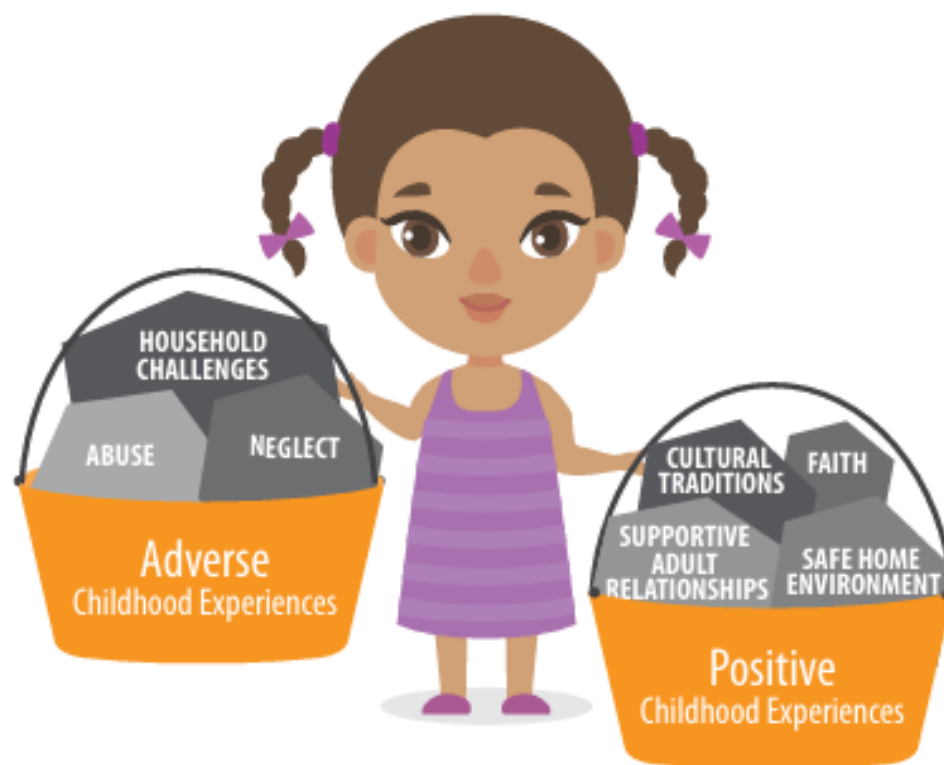 HOUSEHOLD
CHALLENGES
ABUSE
NEGLECT
Adverse
Childhood Experiences
CULTURAL
TRADITIONS
FAITH
SUPPORTIVE
ADULT
RELATIONSHIPS
SAFE HOME
ENVIRONMENT
Positive
Childhood Experiences